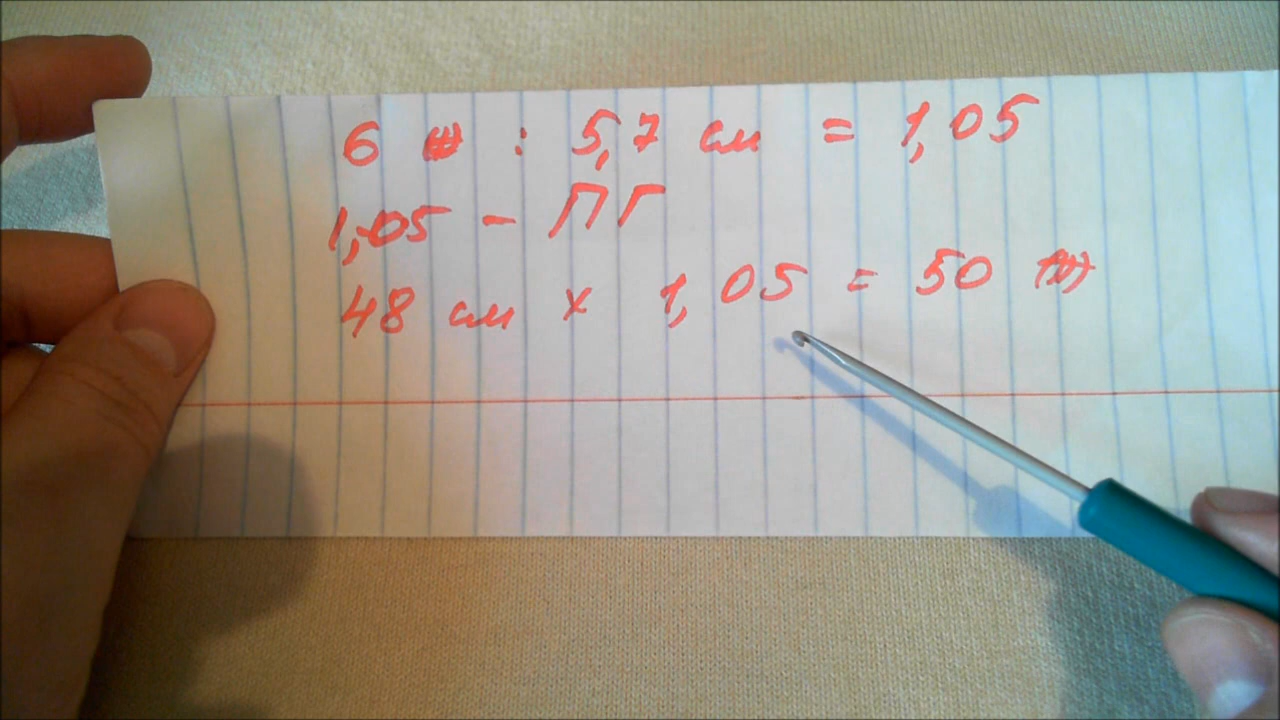 6 ш : 5,7 см = 1,05
1,05 - ПГ
48 см х 1,05 = 50